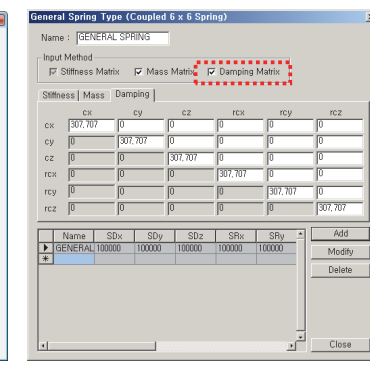 General Spring Type (Coupled 6 x 6 Spring)
Name : GENERAL SPRING
Input Method
Stiffness Matrix Mass Matrix Damping Matrix
Stiffness Mass Damping
cx cy cz rcx rcy rcz
cx 307,707 0 0 0 0 0
cy 0 307,707 0 0 0 0
cz 0 0 307,707 0 0 0
rcx 0 0 0 307,707 0 0
rcy 0 0 0 0 307,707 0
rcz 0 0 0 0 0 307,707
Name SDx SDy SDz SRx SRy
GENERAL 100000 100000 100000 100000 100000
Add
Modify
Delete
Close